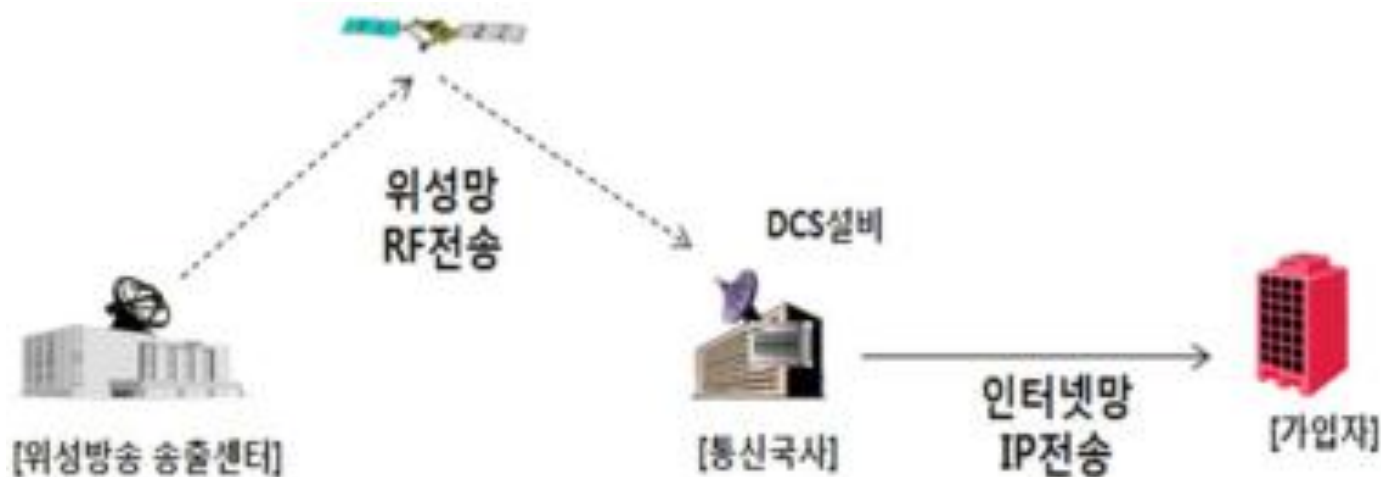 위성망
RF전송
DCS설비
[위성방송 송출센터]
[통신국사]
인터넷망
IP전송
[가입자]